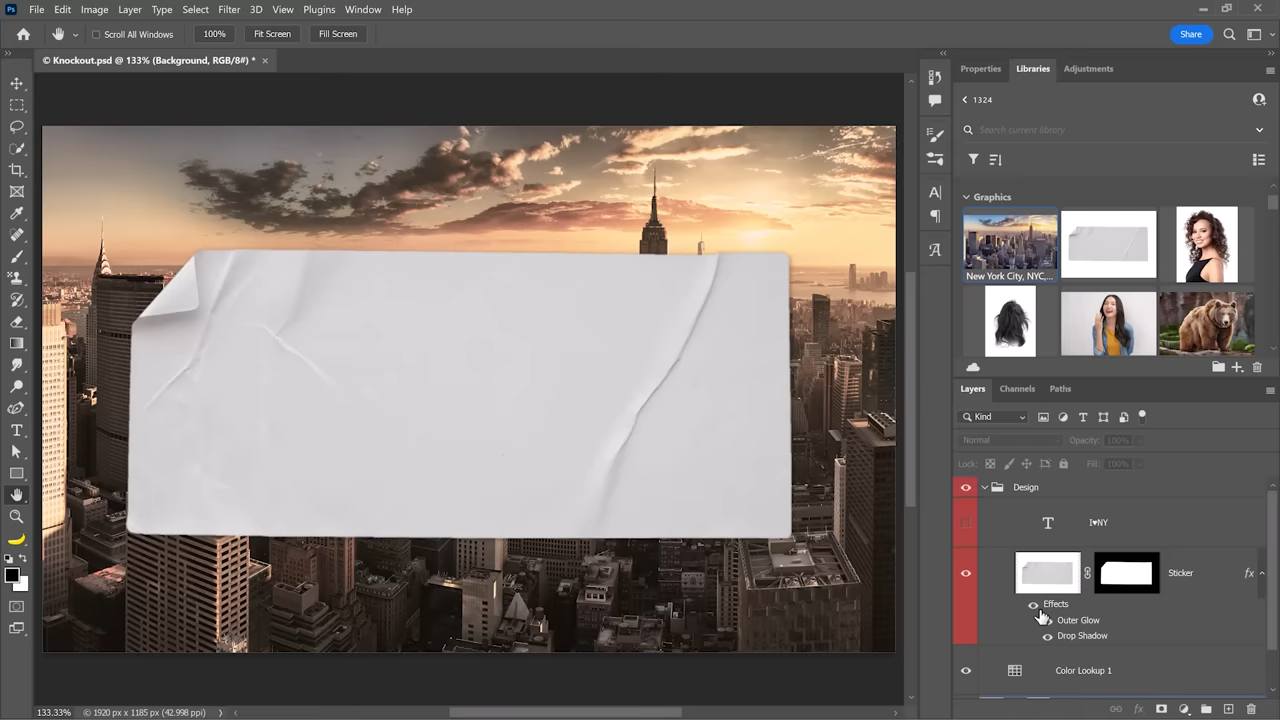 Ps File Edit Image Layer Type Select Filter 3D View Plugins Window Help
Scroll All Windows 100% Fit Screen Fill Screen Share
© Knockout.psd @ 133% (Background, RGB/8#) * ×
Properties Libraries Adjustments
1324
Search current library
Graphics
New York City, NYC,...
Layers Channels Paths
Kind
Normal Opacity: 100%
Lock: Fill: 100%
Design
T I♥NY
Sticker fx
Effects
Outer Glow
Drop Shadow
Color Lookup 1
133.33% © 1920 px x 1185 px (42.998 ppi)
fx